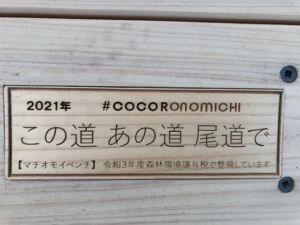 2021年 #COCORONOMICHI
この道 あの道 尾道で
【マチオモイベンチ】 令和3年度森林環境譲与税で整備しています